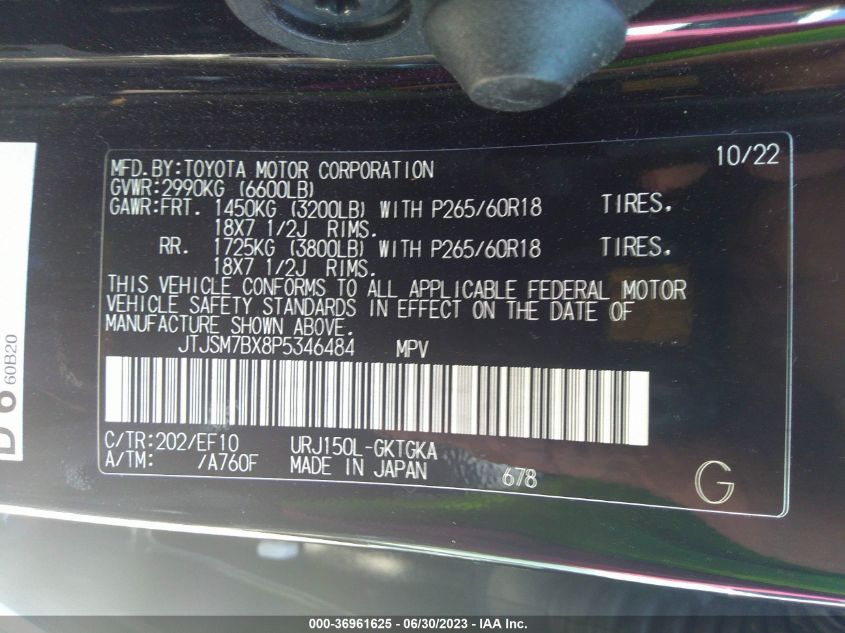 MFD.BY:TOYOTA MOTOR CORPORATION 10/22
GVWR:2990KG (6600LB)
GAWR:FRT. 1450KG (3200LB) WITH P265/60R18 TIRES.
18X7 1/2J RIMS.
RR. 1725KG (3800LB) WITH P265/60R18 TIRES.
18X7 1/2J RIMS.
THIS VEHICLE CONFORMS TO ALL APPLICABLE FEDERAL MOTOR
VEHICLE SAFETY STANDARDS IN EFFECT ON THE DATE OF
MANUFACTURE SHOWN ABOVE.
JTJSM7BX8P5346484 MPV
C/TR:202/EF10 URJ150L-GKTGKA
A/TM: /A760F MADE IN JAPAN 678
G
D 6
60B20
000-36961625 - 06/30/2023 - © IAA Inc.